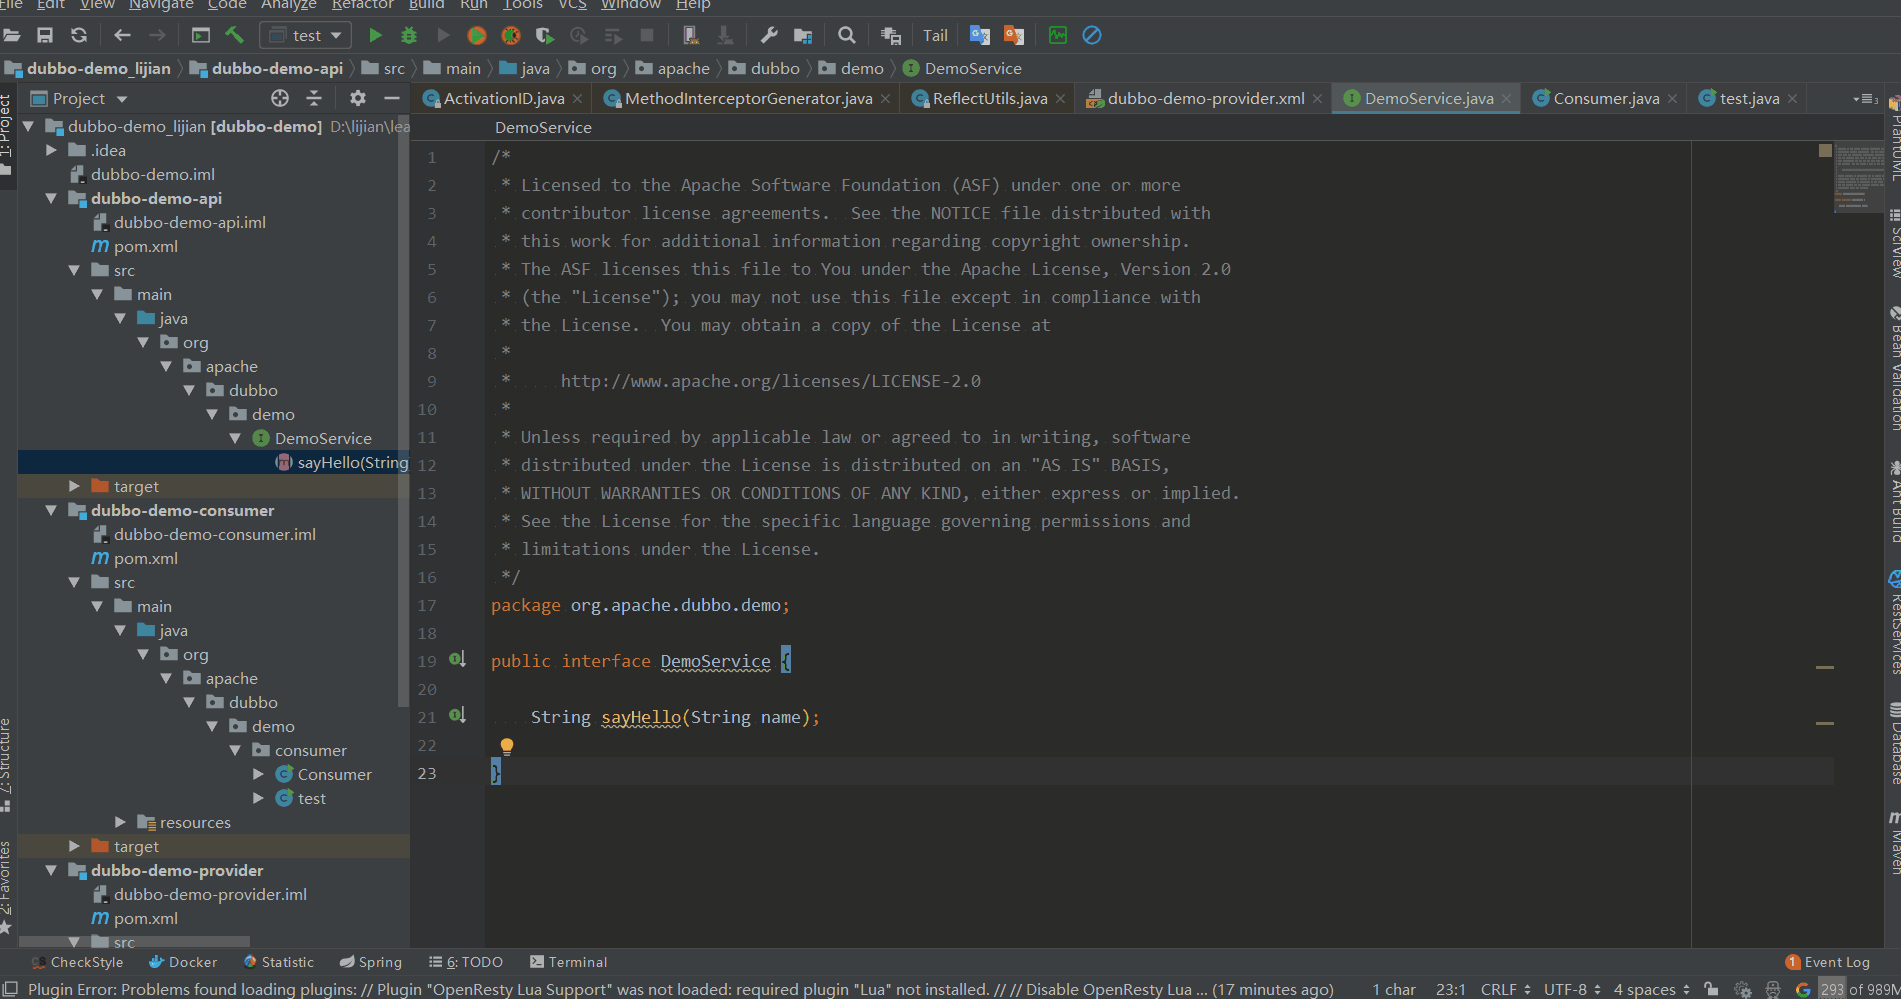 File Edit View Navigate Code Analyze Refactor Build Run Tools VCS Window Help
test Tail
dubbo-demo_lijian dubbo-demo-api src main java org apache dubbo demo DemoService
Project
ActivationID.java MethodInterceptorGenerator.java ReflectUtils.java dubbo-demo-provider.xml DemoService.java Consumer.java test.java
DemoService
1: Project
7: Structure
2: Favorites
dubbo-demo_lijian [dubbo-demo] D:\lijian\lea
.idea
dubbo-demo.iml
dubbo-demo-api
dubbo-demo-api.iml
pom.xml
src
main
java
org
apache
dubbo
demo
DemoService
sayHello(String
target
dubbo-demo-consumer
dubbo-demo-consumer.iml
pom.xml
src
main
java
org
apache
dubbo
demo
consumer
Consumer
test
resources
target
dubbo-demo-provider
dubbo-demo-provider.iml
pom.xml
src
1 /*
2 * Licensed to the Apache Software Foundation (ASF) under one or more
3 * contributor license agreements.  See the NOTICE file distributed with
4 * this work for additional information regarding copyright ownership.
5 * The ASF licenses this file to You under the Apache License, Version 2.0
6 * (the "License"); you may not use this file except in compliance with
7 * the License.  You may obtain a copy of the License at
8 *
9 *     http://www.apache.org/licenses/LICENSE-2.0
10 *
11 * Unless required by applicable law or agreed to in writing, software
12 * distributed under the License is distributed on an "AS IS" BASIS,
13 * WITHOUT WARRANTIES OR CONDITIONS OF ANY KIND, either express or implied.
14 * See the License for the specific language governing permissions and
15 * limitations under the License.
16 */
17 package org.apache.dubbo.demo;
18
19 public interface DemoService {
20
21     String sayHello(String name);
22
23 }
PlantUML
SciView
Bean Validation
Ant Build
RestServices
Database
Maven
CheckStyle Docker Statistic Spring 6: TODO Terminal 1 Event Log
Plugin Error: Problems found loading plugins: // Plugin "OpenResty Lua Support" was not loaded: required plugin "Lua" not installed. // // Disable OpenResty Lua ... (17 minutes ago) 1 char 23:1 CRLF UTF-8 4 spaces 293 of 989M